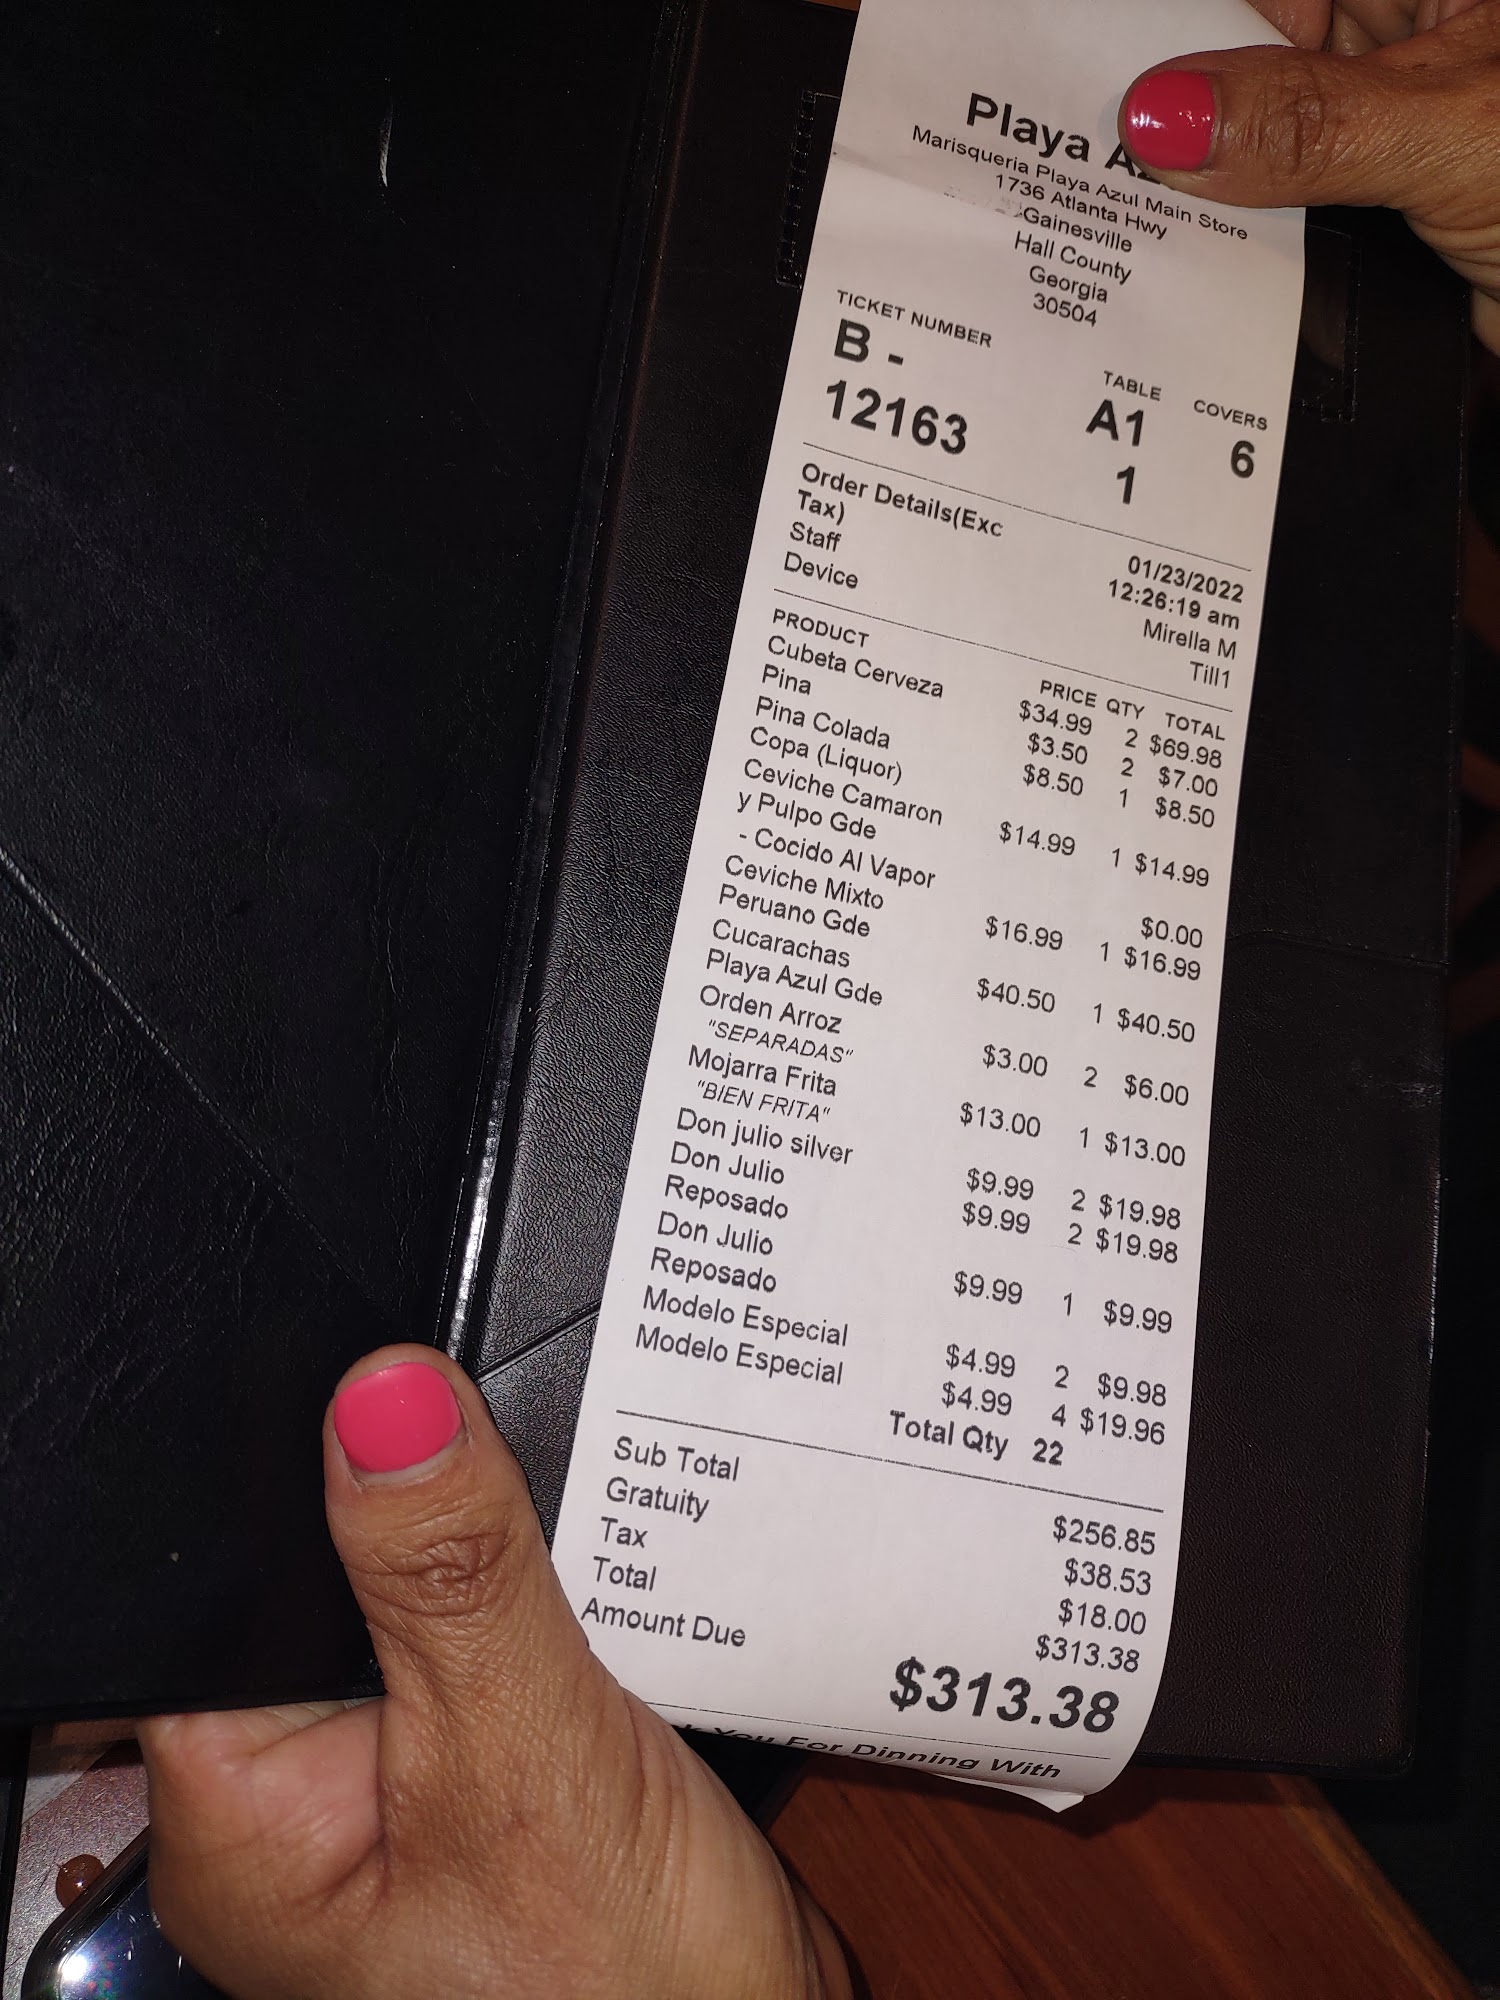 Playa
Marisqueria Playa Azul Main Store
1736 Atlanta Hwy
Gainesville
Hall County
Georgia
30504
TICKET NUMBER TABLE COVERS
B - A1 6
12163 1
Order Details(Exc 01/23/2022
Tax) 12:26:19 am
Staff Mirella M
Device Till1
PRODUCT PRICE QTY TOTAL
Cubeta Cerveza $34.99 2 $69.98
Pina $3.50 2 $7.00
Pina Colada $8.50 1 $8.50
Copa (Liquor)
Ceviche Camaron $14.99 1 $14.99
y Pulpo Gde
- Cocido Al Vapor $0.00
Ceviche Mixto $16.99 1 $16.99
Peruano Gde
Cucarachas $40.50 1 $40.50
Playa Azul Gde
Orden Arroz $3.00 2 $6.00
"SEPARADAS"
Mojarra Frita $13.00 1 $13.00
"BIEN FRITA"
Don julio silver $9.99 2 $19.98
Don Julio $9.99 2 $19.98
Reposado
Don Julio $9.99 1 $9.99
Reposado
Modelo Especial $4.99 2 $9.98
Modelo Especial $4.99 4 $19.96
Total Qty 22
Sub Total $256.85
Gratuity $38.53
Tax $18.00
Total $313.38
Amount Due
$313.38
You For Dinning With